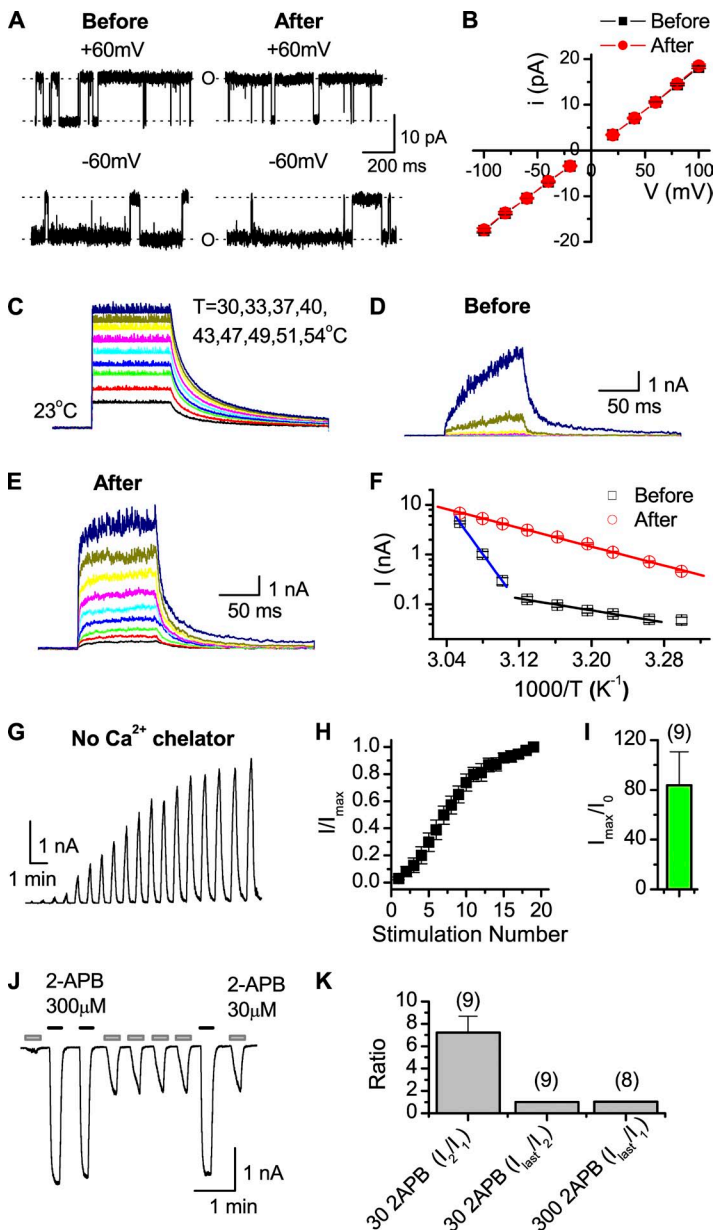 A
Before
After
+60mV
+60mV
O
10 pA
200 ms
-60mV
-60mV
O
B
Before
After
i (pA)
20
10
0
-10
-20
-100
-50
0
50
100
V (mV)
C
T=30,33,37,40,
43,47,49,51,54°C
23°C
D
Before
1 nA
50 ms
E
After
1 nA
50 ms
F
Before
After
I (nA)
10
1
0.1
3.04
3.12
3.20
3.28
1000/T (K⁻¹)
G
No Ca²⁺ chelator
1 nA
1 min
H
I/Iₘₐₓ
1.0
0.8
0.6
0.4
0.2
0.0
0
5
10
15
20
Stimulation Number
I
(9)
Iₘₐₓ/I₀
120
80
40
0
J
2-APB
300µM
2-APB
30µM
1 nA
1 min
K
Ratio
10
8
6
4
2
0
(9)
(9)
(8)
30 2APB (I₂/I₁)
30 2APB (Iₗₐₛₜ/I₂)
300 2APB (Iₗₐₛₜ/I₁)